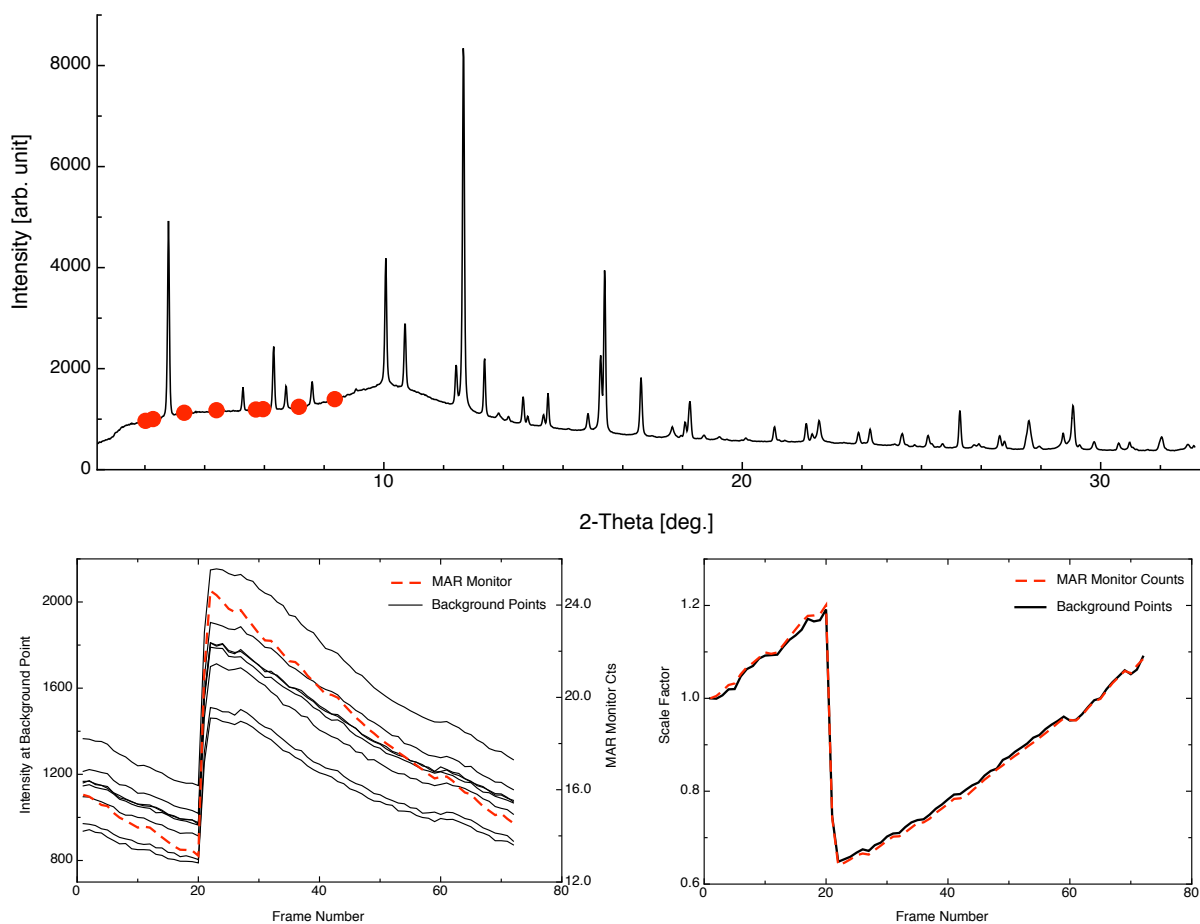 8000
6000
4000
2000
0
Intensity [arb. unit]
10
20
30
2-Theta [deg.]
2000
1600
1200
800
Intensity at Background Point
MAR Monitor
Background Points
24.0
20.0
16.0
12.0
MAR Monitor Cts
0
20
40
60
80
Frame Number
1.2
1.0
0.8
0.6
Scale Factor
MAR Monitor Counts
Background Points
0
20
40
60
80
Frame Number